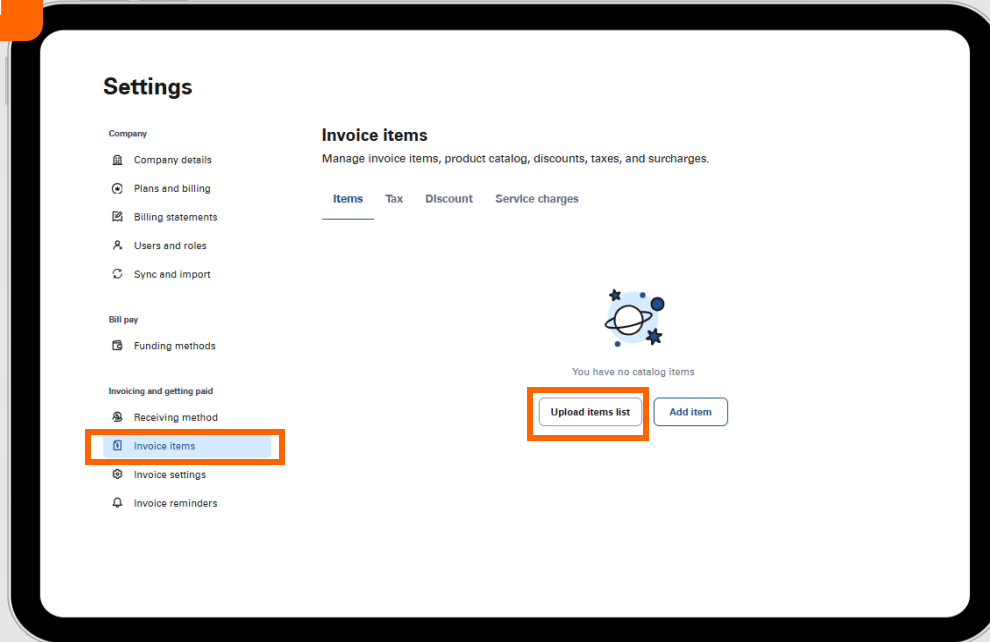 Settings
Company
Company details
Plans and billing
Billing statements
Users and roles
Sync and import
Bill pay
Funding methods
Invoicing and getting paid
Receiving method
Invoice items
Invoice settings
Invoice reminders
Invoice items
Manage invoice items, product catalog, discounts, taxes, and surcharges.
Items Tax Discount Service charges
You have no catalog items
Upload items list Add item